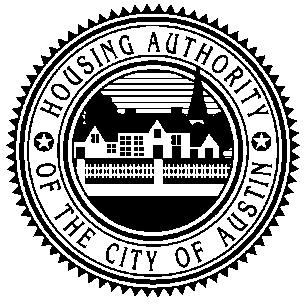 HOUSING AUTHORITY
OF THE CITY OF AUSTIN